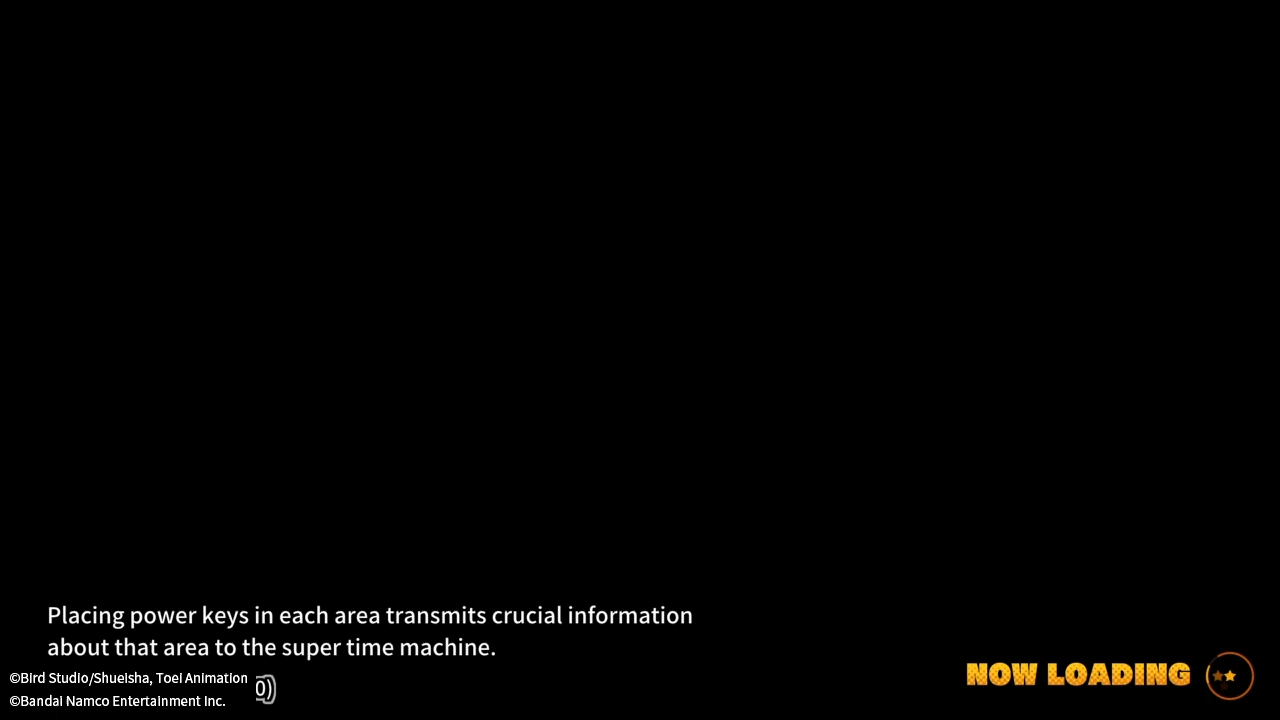 Placing power keys in each area transmits crucial information
about that area to the super time machine.
©Bird Studio/Shueisha, Toei Animation
©Bandai Namco Entertainment Inc.
NOW LOADING